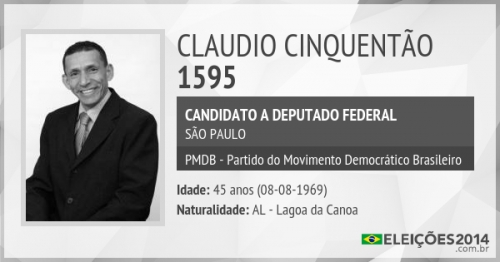 CLAUDIO CINQUENTÃO
1595
CANDIDATO A DEPUTADO FEDERAL
SÃO PAULO
PMDB - Partido do Movimento Democrático Brasileiro
Idade: 45 anos (08-08-1969)
Naturalidade: AL - Lagoa da Canoa
ELEIÇÕES2014
.com.br